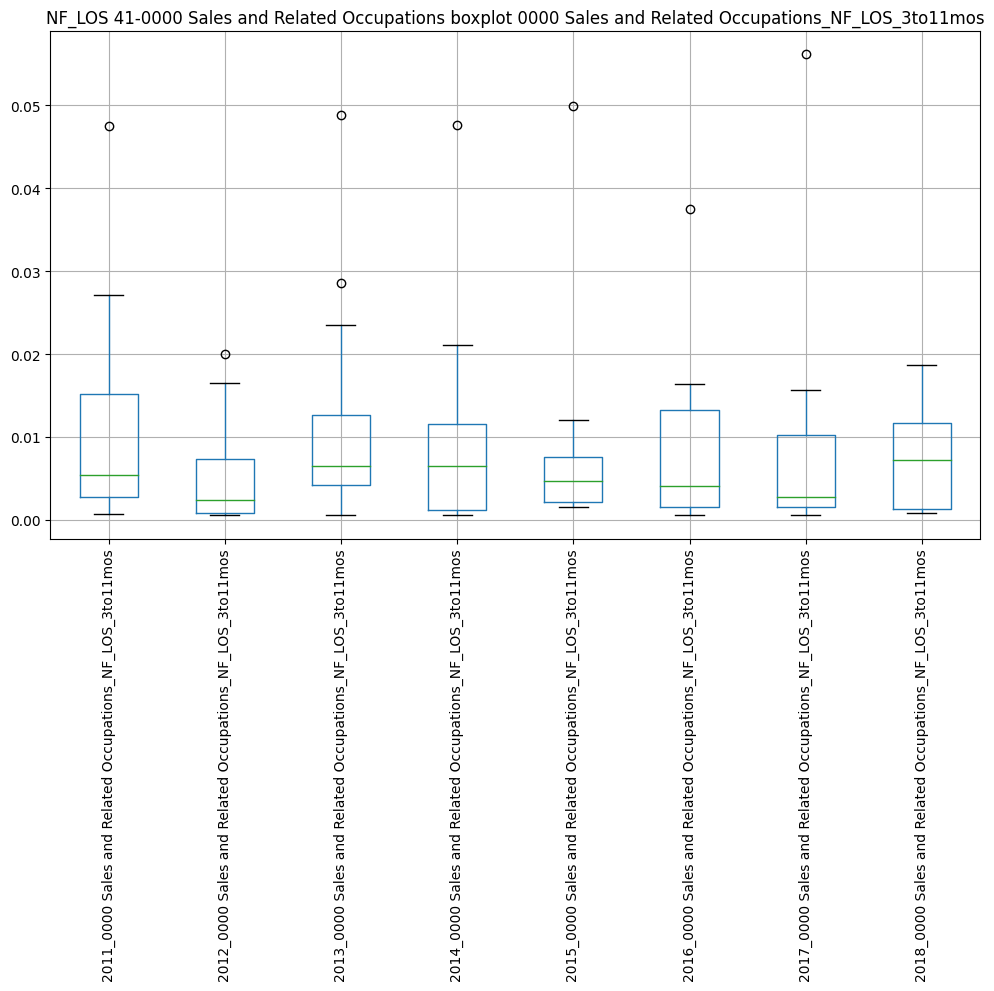 NF_LOS 41-0000 Sales and Related Occupations boxplot 0000 Sales and Related Occupations_NF_LOS_3to11mos
0.05
0.04
0.03
0.02
0.01
0.00
2011_0000 Sales and Related Occupations_NF_LOS_3to11mos
2012_0000 Sales and Related Occupations_NF_LOS_3to11mos
2013_0000 Sales and Related Occupations_NF_LOS_3to11mos
2014_0000 Sales and Related Occupations_NF_LOS_3to11mos
2015_0000 Sales and Related Occupations_NF_LOS_3to11mos
2016_0000 Sales and Related Occupations_NF_LOS_3to11mos
2017_0000 Sales and Related Occupations_NF_LOS_3to11mos
2018_0000 Sales and Related Occupations_NF_LOS_3to11mos